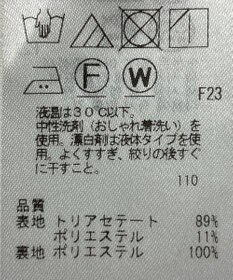 F W F23
液温は30℃以下。
中性洗剤（おしゃれ着洗い）を
使用。漂白剤は液体タイプを使
用。よくすすぎ、絞りの後すぐ
に干すこと。
110
品質
表地 トリアセテート 89%
ポリエステル 11%
裏地 ポリエステル 100%